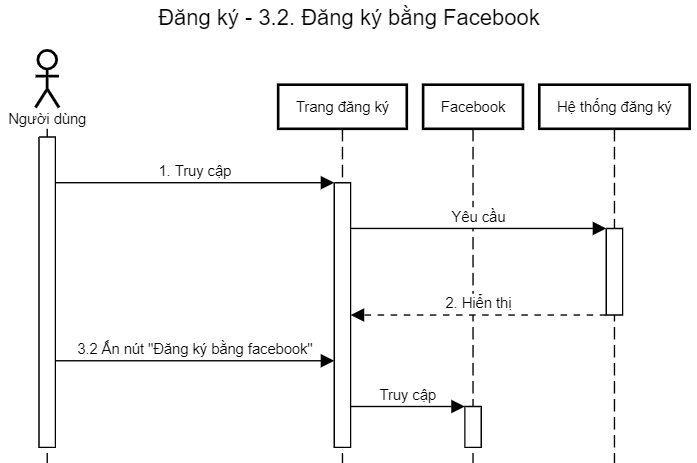 Đăng ký - 3.2. Đăng ký bằng Facebook
Người dùng
Trang đăng ký
Facebook
Hệ thống đăng ký
1. Truy cập
Yêu cầu
2. Hiển thị
3.2 Ấn nút "Đăng ký bằng facebook"
Truy cập